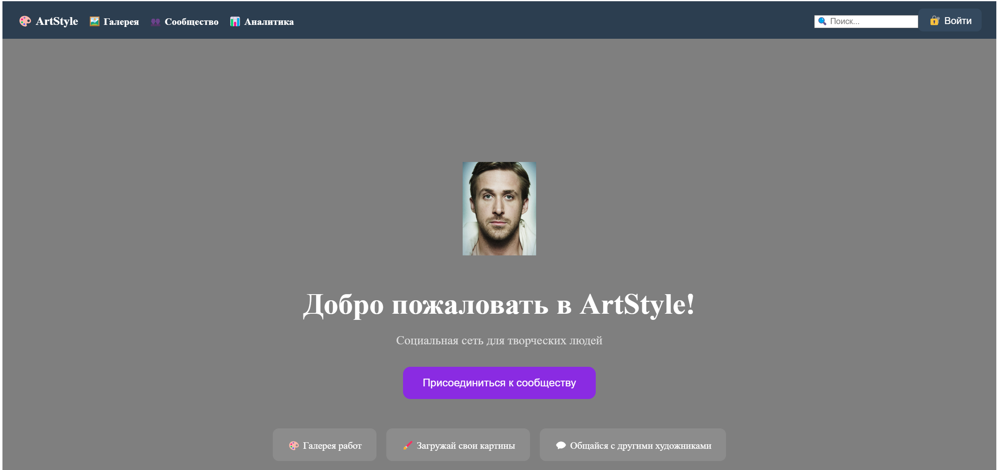 🎨 ArtStyle 🖼️ Галерея 👥 Сообщество 📊 Аналитика 🔍 Поиск... 🔐 Войти
Добро пожаловать в ArtStyle!
Социальная сеть для творческих людей
Присоединиться к сообществу
🎨 Галерея работ 🖌️ Загружай свои картины 💬 Общайся с другими художниками